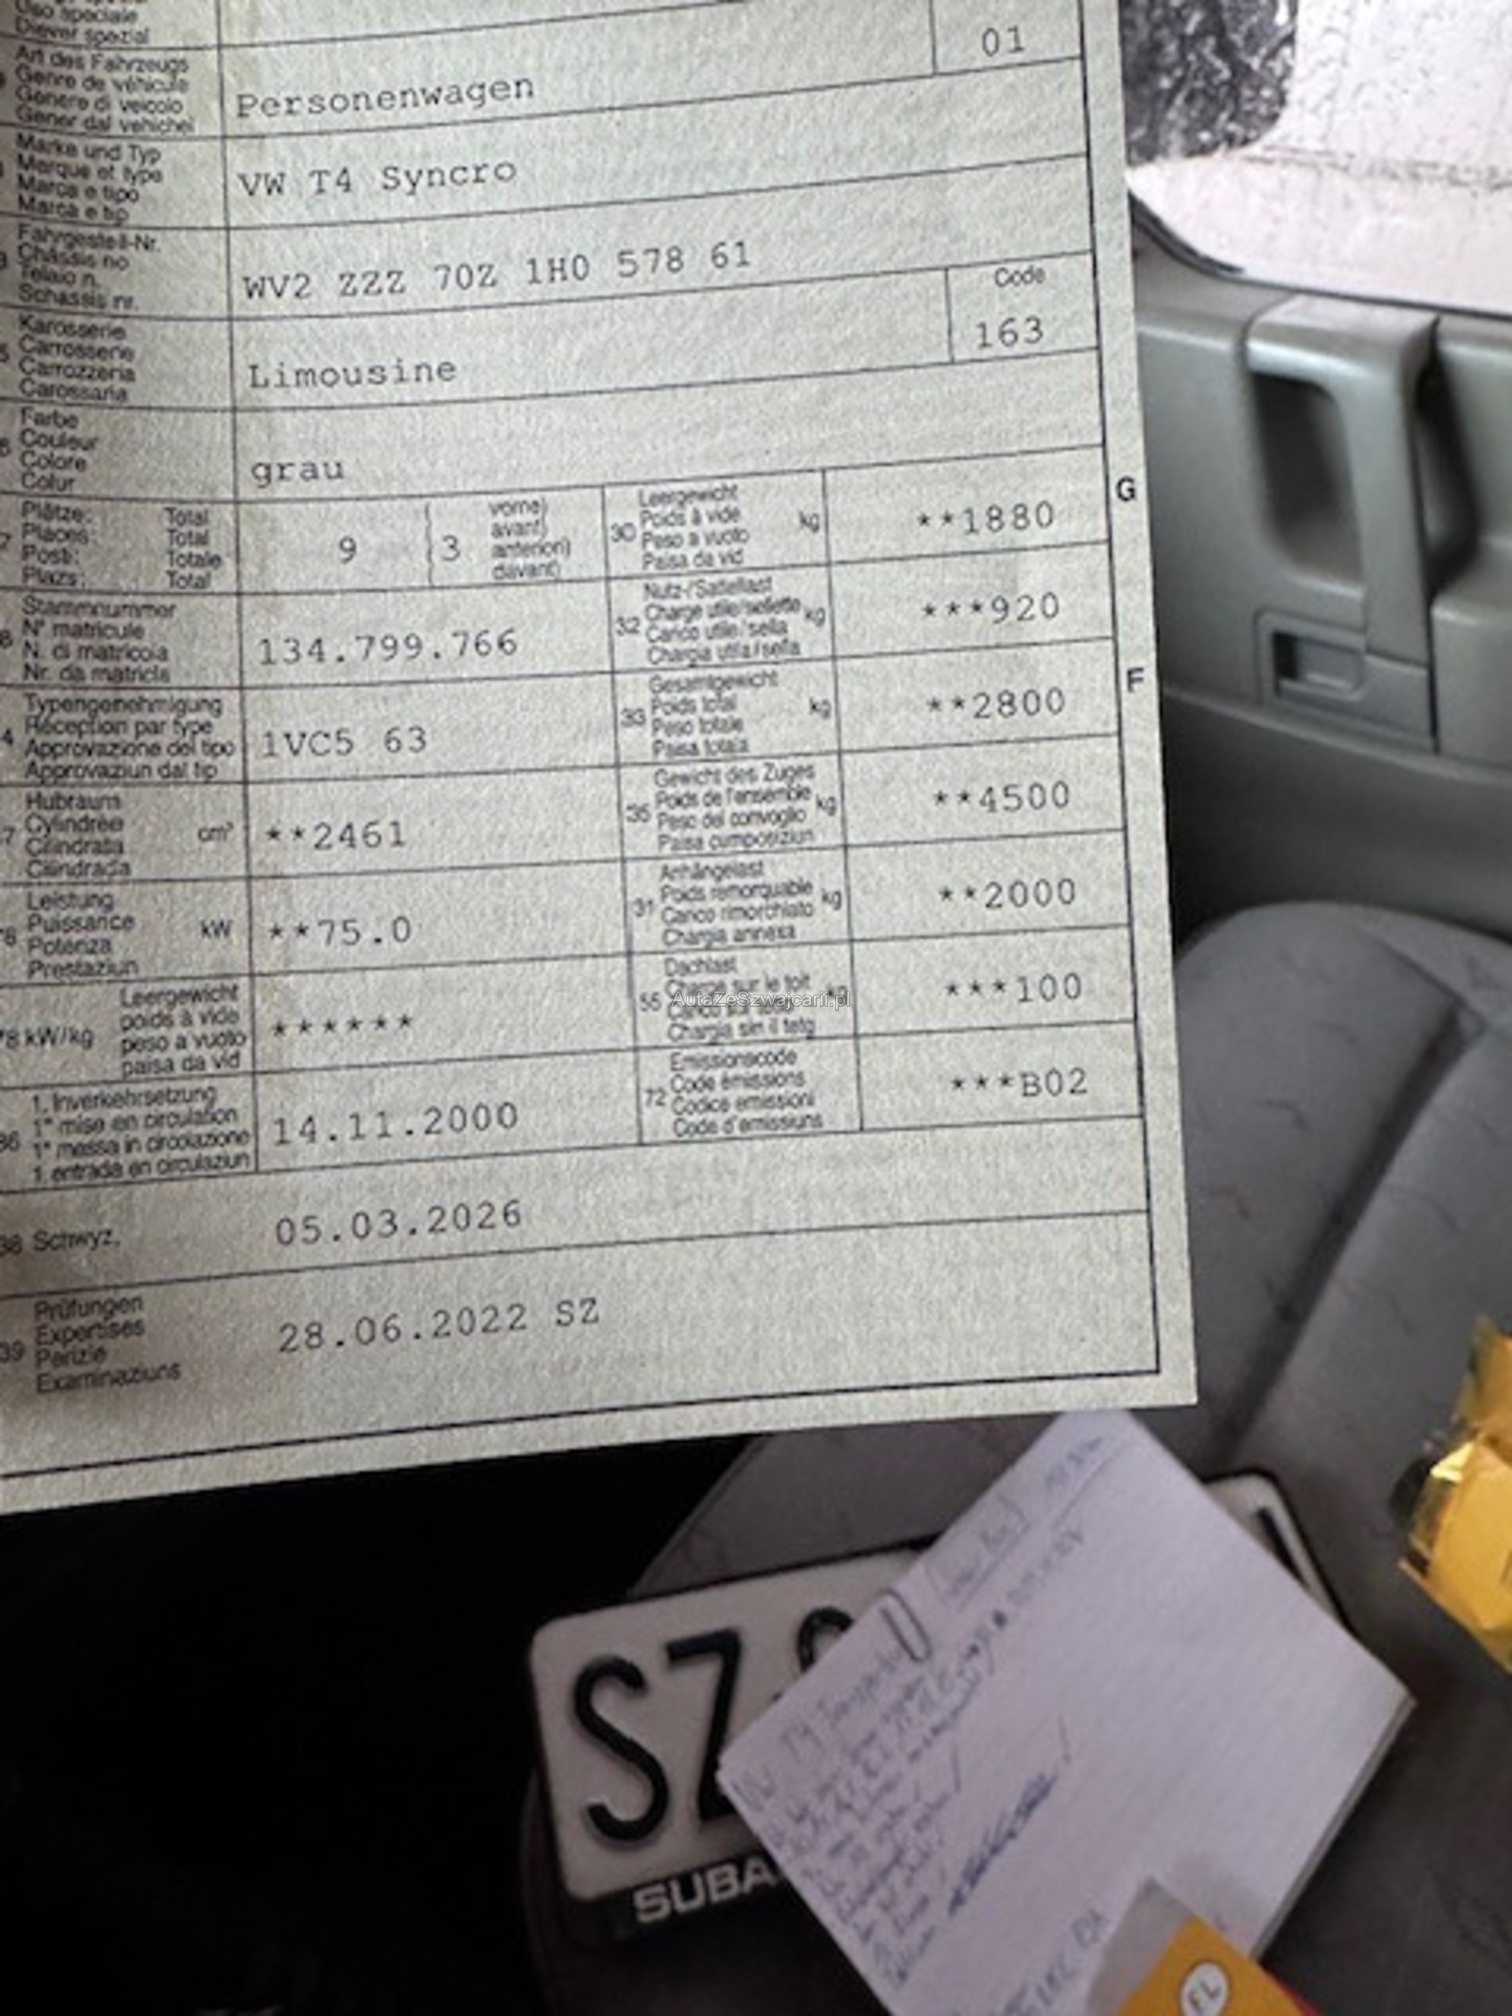 Uso speciale
Diever spezial
Art des Fahrzeugs
Genre de véhicule
Genere di veicolo
Gener dal vehichel
Personenwagen
01
Marke und Typ
Marque et type
Marca e tipo
Marca e tip
VW T4 Syncro
Fahrgestell-Nr.
Châssis no
Telaio n.
Schassis nr.
WV2 ZZZ 70Z 1H0 578 61
Karosserie
Carrosserie
Carrozzeria
Carossaria
Limousine
Code
163
Farbe
Couleur
Colore
Colur
grau
Plätze: Total
Places: Total
Posti: Totale
Plazs: Total
9
3
vorne)
avant)
anteriori)
davant)
30
Leergewicht
Poids à vide kg
Peso a vuoto
Paisa da vid
**1880
G
Stammnummer
N° matricule
N. di matricola
Nr. da matricla
134.799.766
32
Nutz-/Sattellast
Charge utile/sellette kg
Carico utile/sella
Chargia utila/sella
***920
Typengenehmigung
Réception par type
Approvazione del tipo
Approvaziun dal tip
1VC5 63
33
Gesamtgewicht
Poids total kg
Peso totale
Paisa totala
**2800
F
Hubraum
Cylindrée cm³
Cilindrata
Cilindrada
**2461
35
Gewicht des Zuges
Poids de l'ensemble kg
Peso del convoglio
Paisa cumposiziun
**4500
Leistung
Puissance kW
Potenza
Prestaziun
**75.0
31
Anhängelast
Poids remorquable kg
Carico rimorchiato
Chargia annexa
**2000
78 kW/kg
Leergewicht
poids à vide
peso a vuoto
paisa da vid
******
55
Dachlast
Charge sur le toit
Chargia sin il tetg
***100
AutaZeSzwajcarii.pl
36
1. Inverkehrsetzung
1re mise en circulation
1a messa in circolazione
1. entrada en circulaziun
14.11.2000
72
Emissionscode
Code émissions
Codice emissioni
Code d'emissiuns
***B02
38 Schwyz,
05.03.2026
39
Prüfungen
Expertises
Perizie
Examinaziuns
28.06.2022 SZ
SZ
SUBA
FL